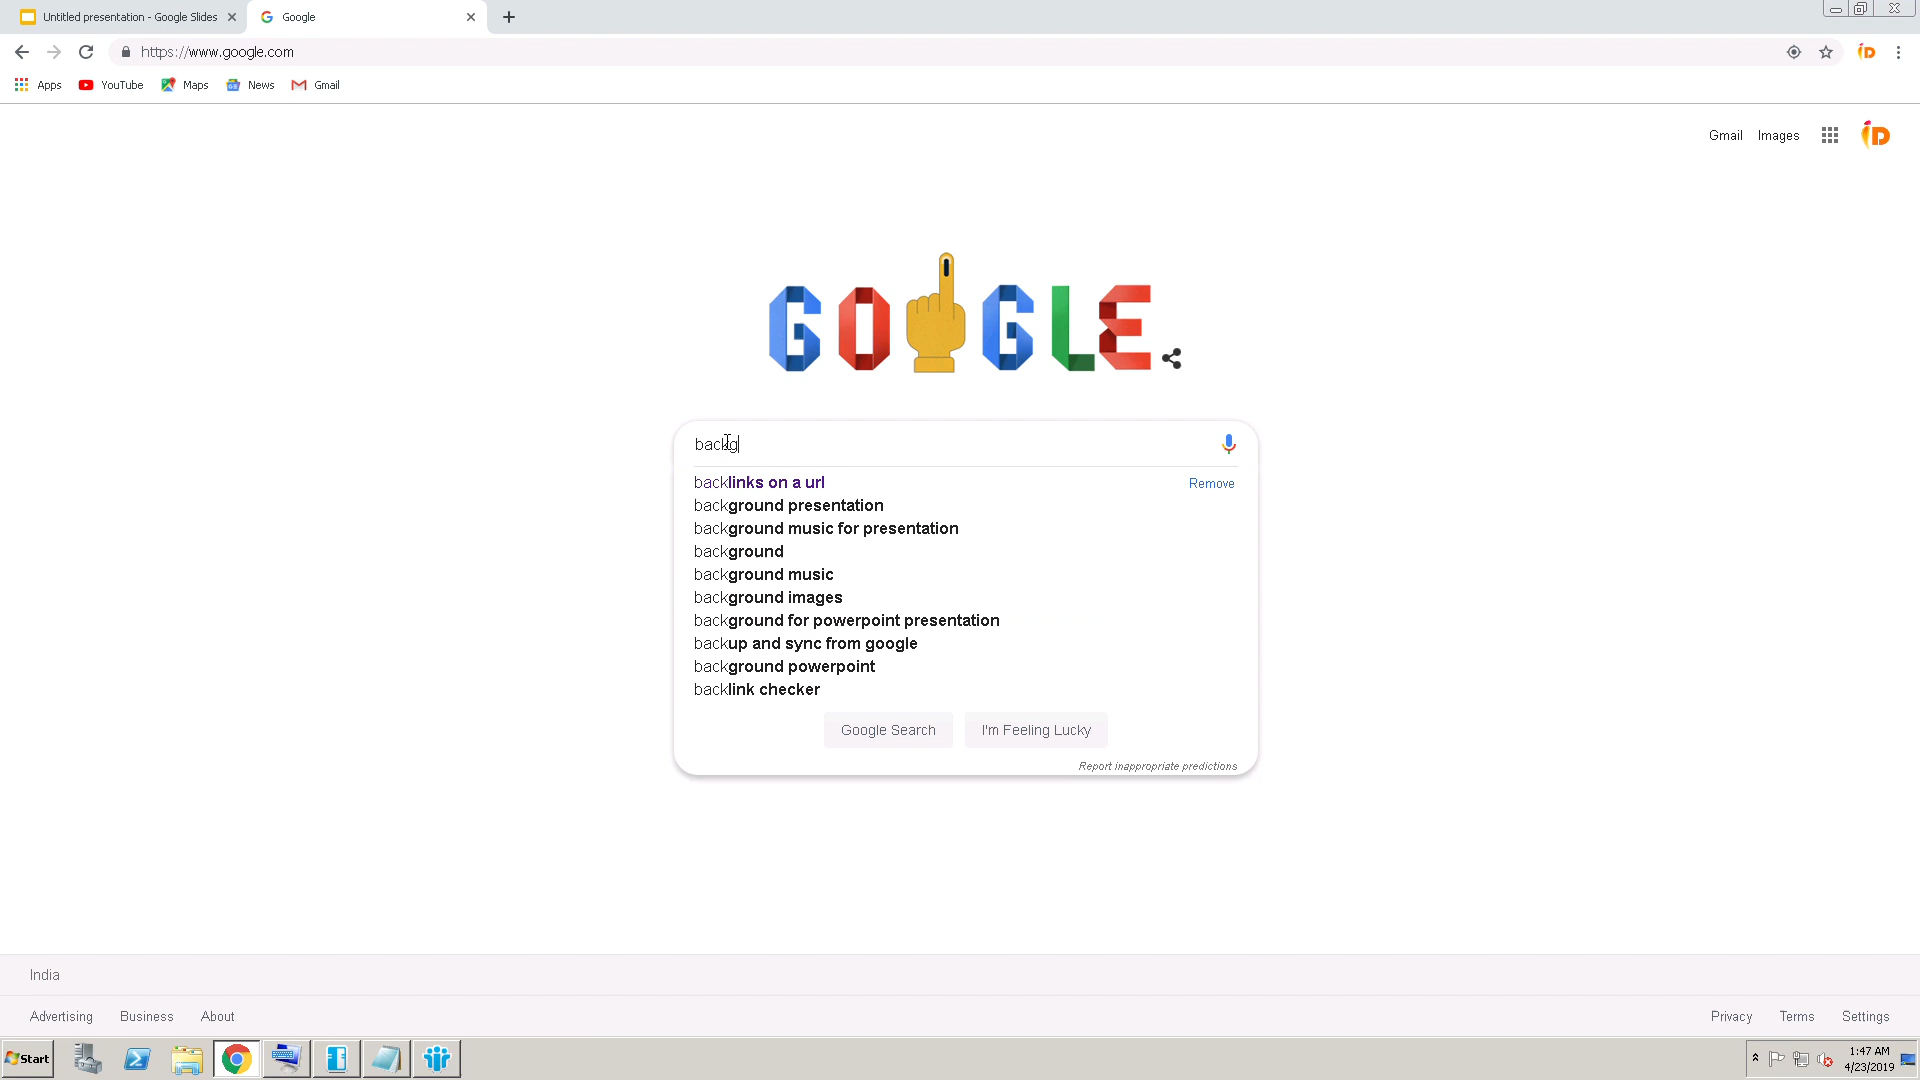 Untitled presentation - Google Slides
Google
https://www.google.com
Apps YouTube Maps News Gmail
Gmail Images
GOGLE
backg
backlinks on a url Remove
background presentation
background music for presentation
background
background music
background images
background for powerpoint presentation
backup and sync from google
background powerpoint
backlink checker
Google Search I'm Feeling Lucky
Report inappropriate predictions
India
Advertising Business About Privacy Terms Settings
Start
1:47 AM
4/23/2019